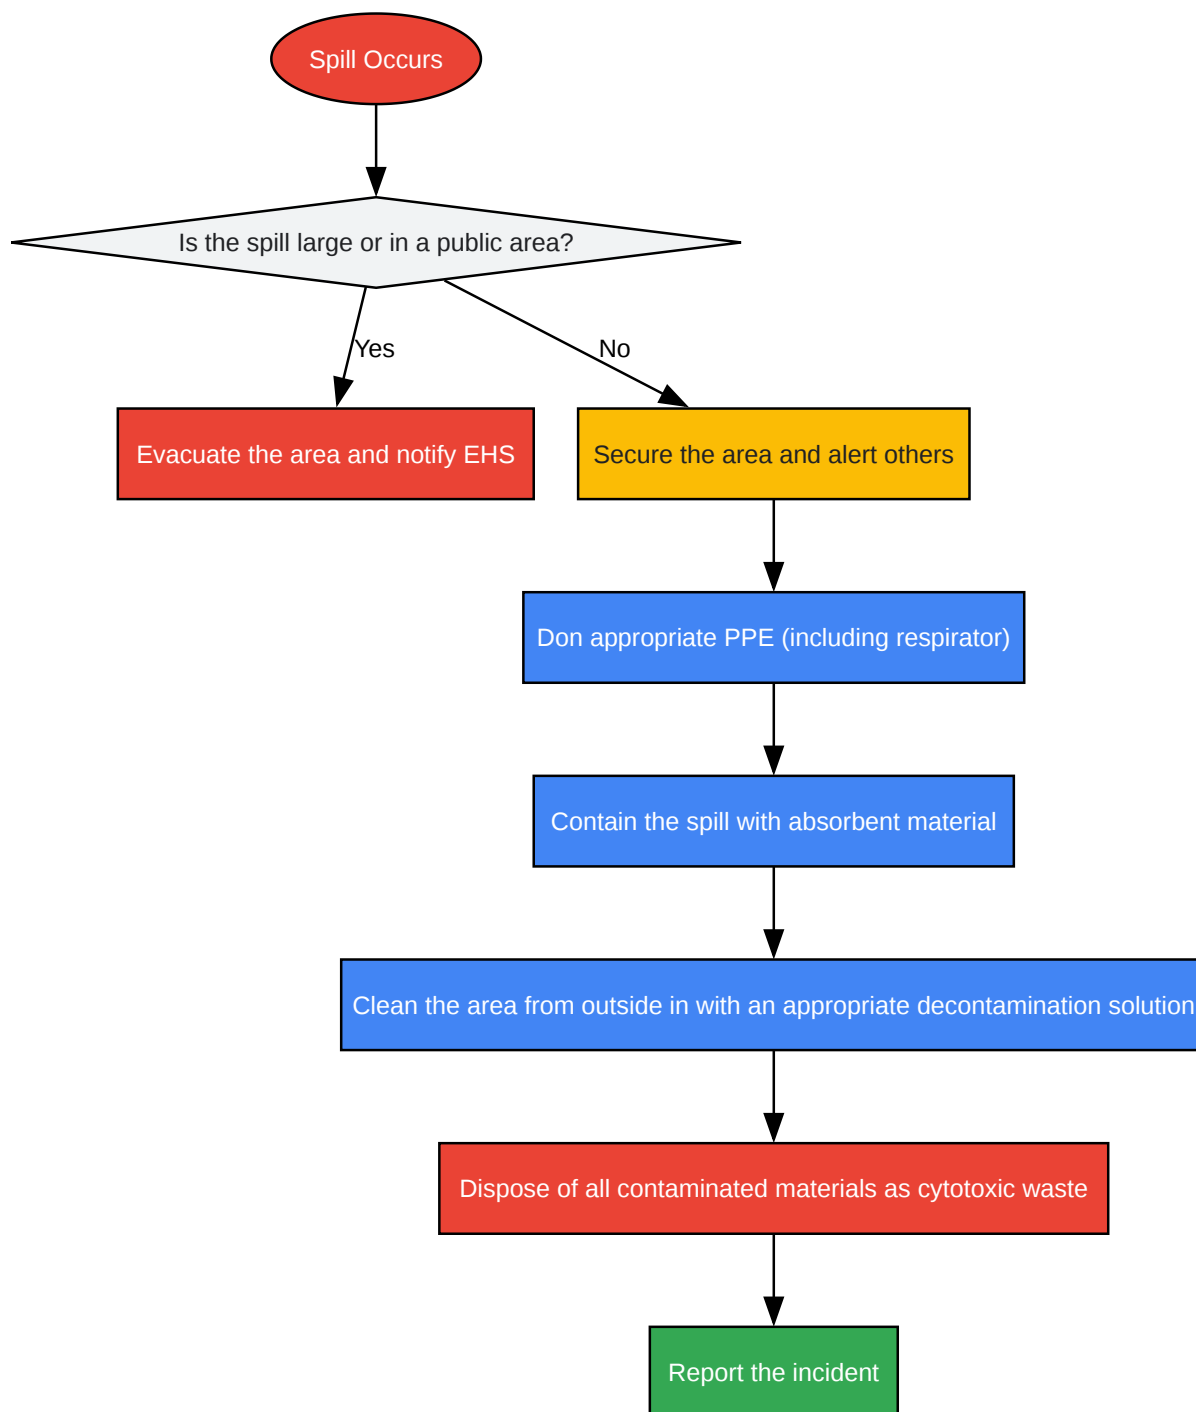 Spill Occurs
Is the spill large or in a public area?
Yes
No
Evacuate the area and notify EHS
Secure the area and alert others
Don appropriate PPE (including respirator)
Contain the spill with absorbent material
Clean the area from outside in with an appropriate decontamination solution
Dispose of all contaminated materials as cytotoxic waste
Report the incident